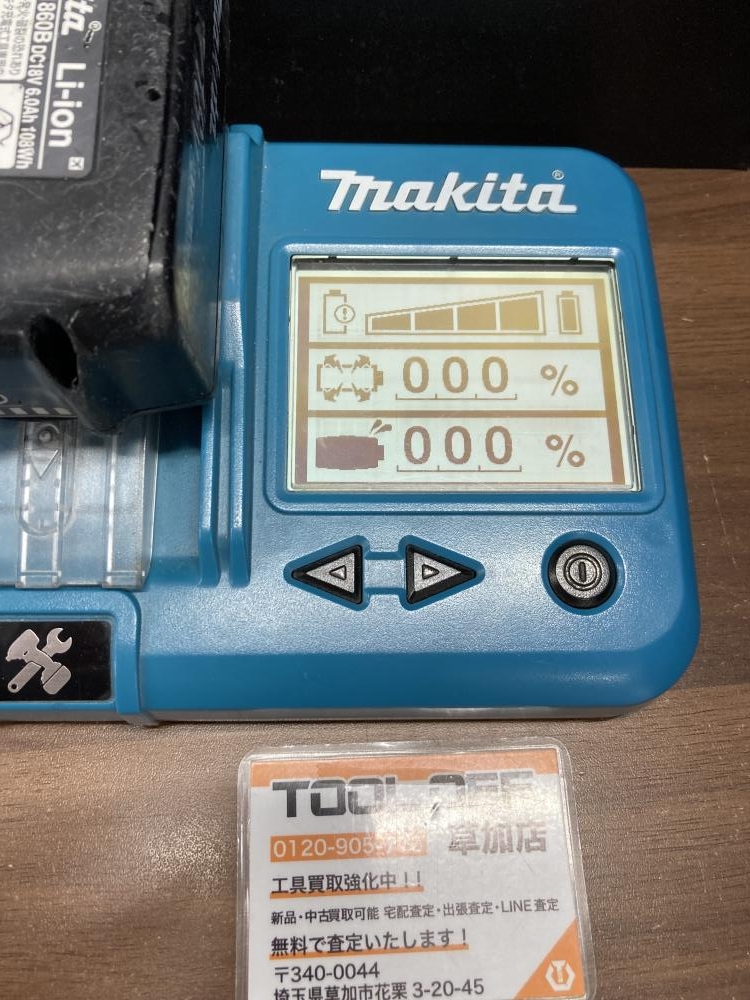 Li-ion
860B DC18V 6.0Ah 108Wh
makita®
000 %
000 %
TOOL OFF
草加店
工具買取強化中!!
新品・中古買取可能 宅配査定・出張査定・LINE査定
無料で査定いたします!
〒340-0044
埼玉県草加市花栗 3-20-45